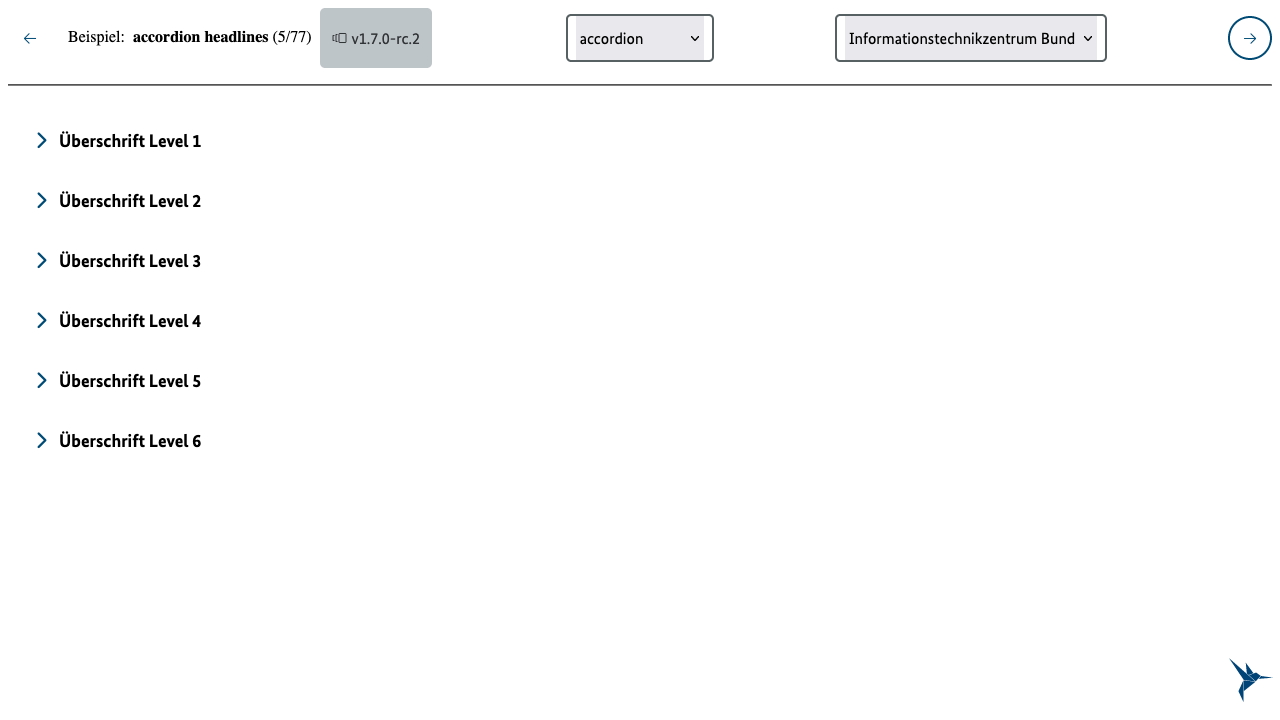 Beispiel: accordion headlines (5/77) v1.7.0-rc.2 accordion Informationstechnikzentrum Bund
Überschrift Level 1
Überschrift Level 2
Überschrift Level 3
Überschrift Level 4
Überschrift Level 5
Überschrift Level 6